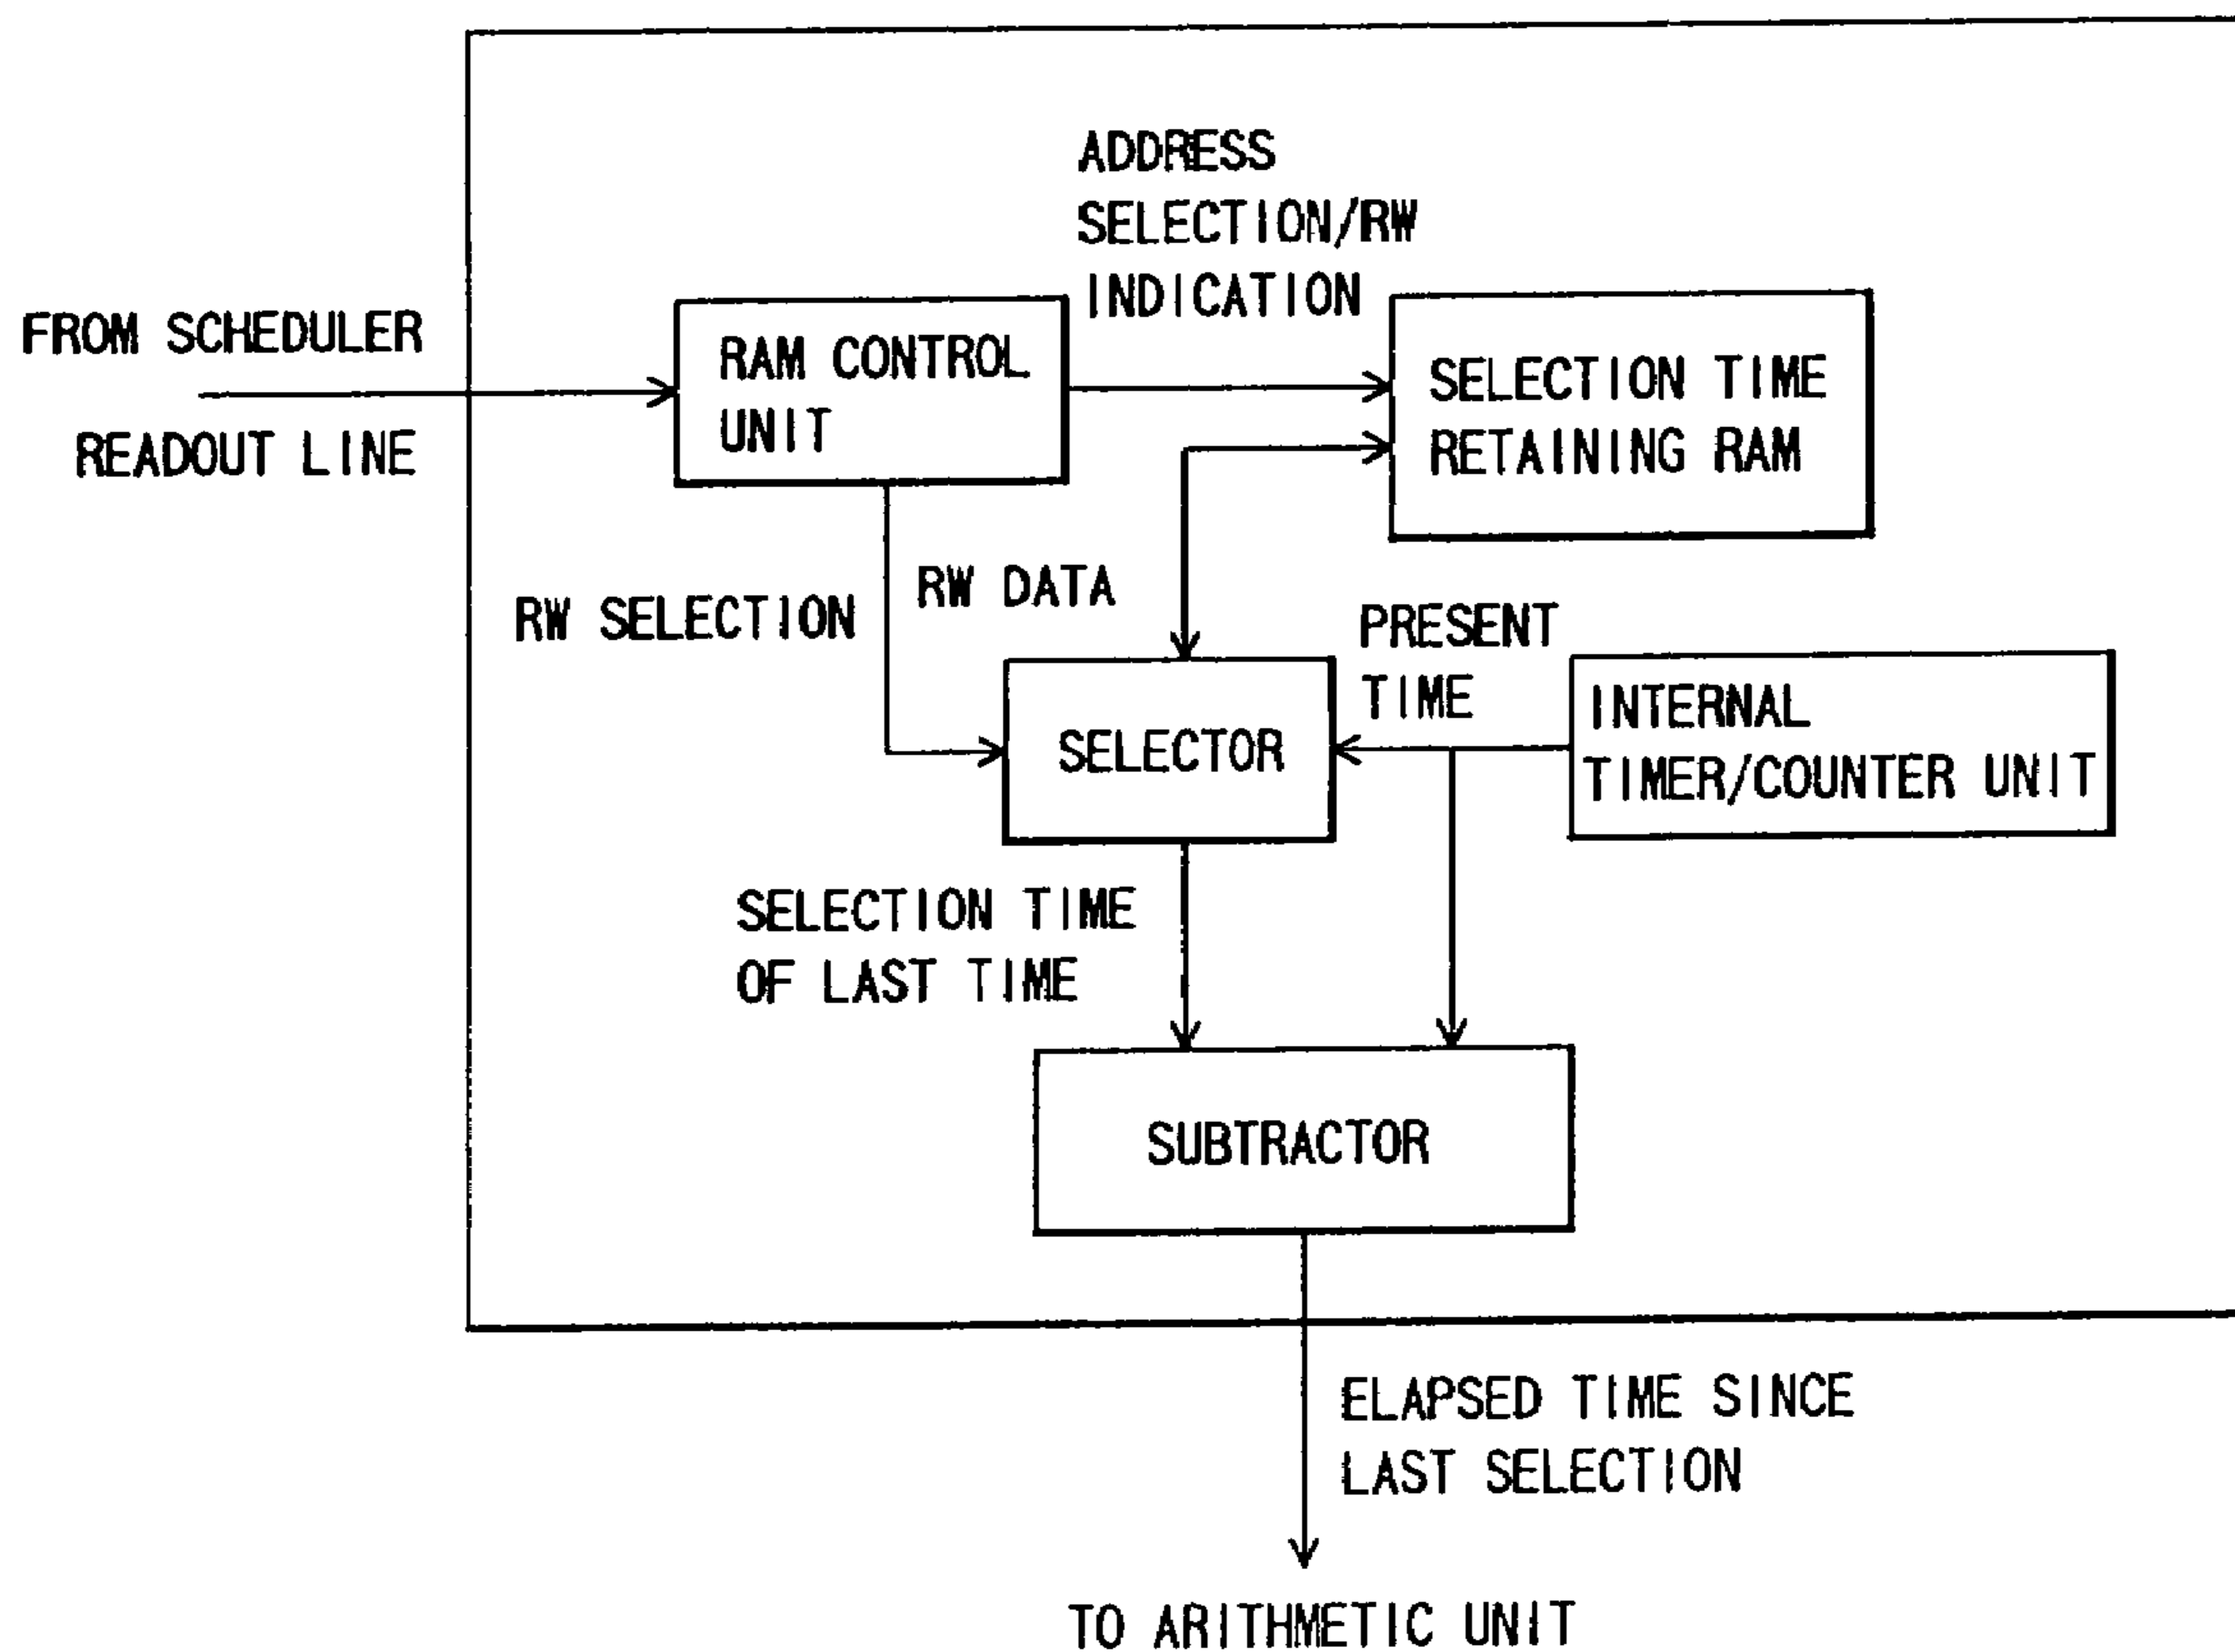 ADDRESS
SELECTION/RW
INDICATION
FROM SCHEDULER
READOUT LINE
RAM CONTROL
UNIT
SELECTION TIME
RETAINING RAM
RW SELECTION
RW DATA
PRESENT
TIME
SELECTOR
INTERNAL
TIMER/COUNTER UNIT
SELECTION TIME
OF LAST TIME
SUBTRACTOR
ELAPSED TIME SINCE
LAST SELECTION
TO ARITHMETIC UNIT